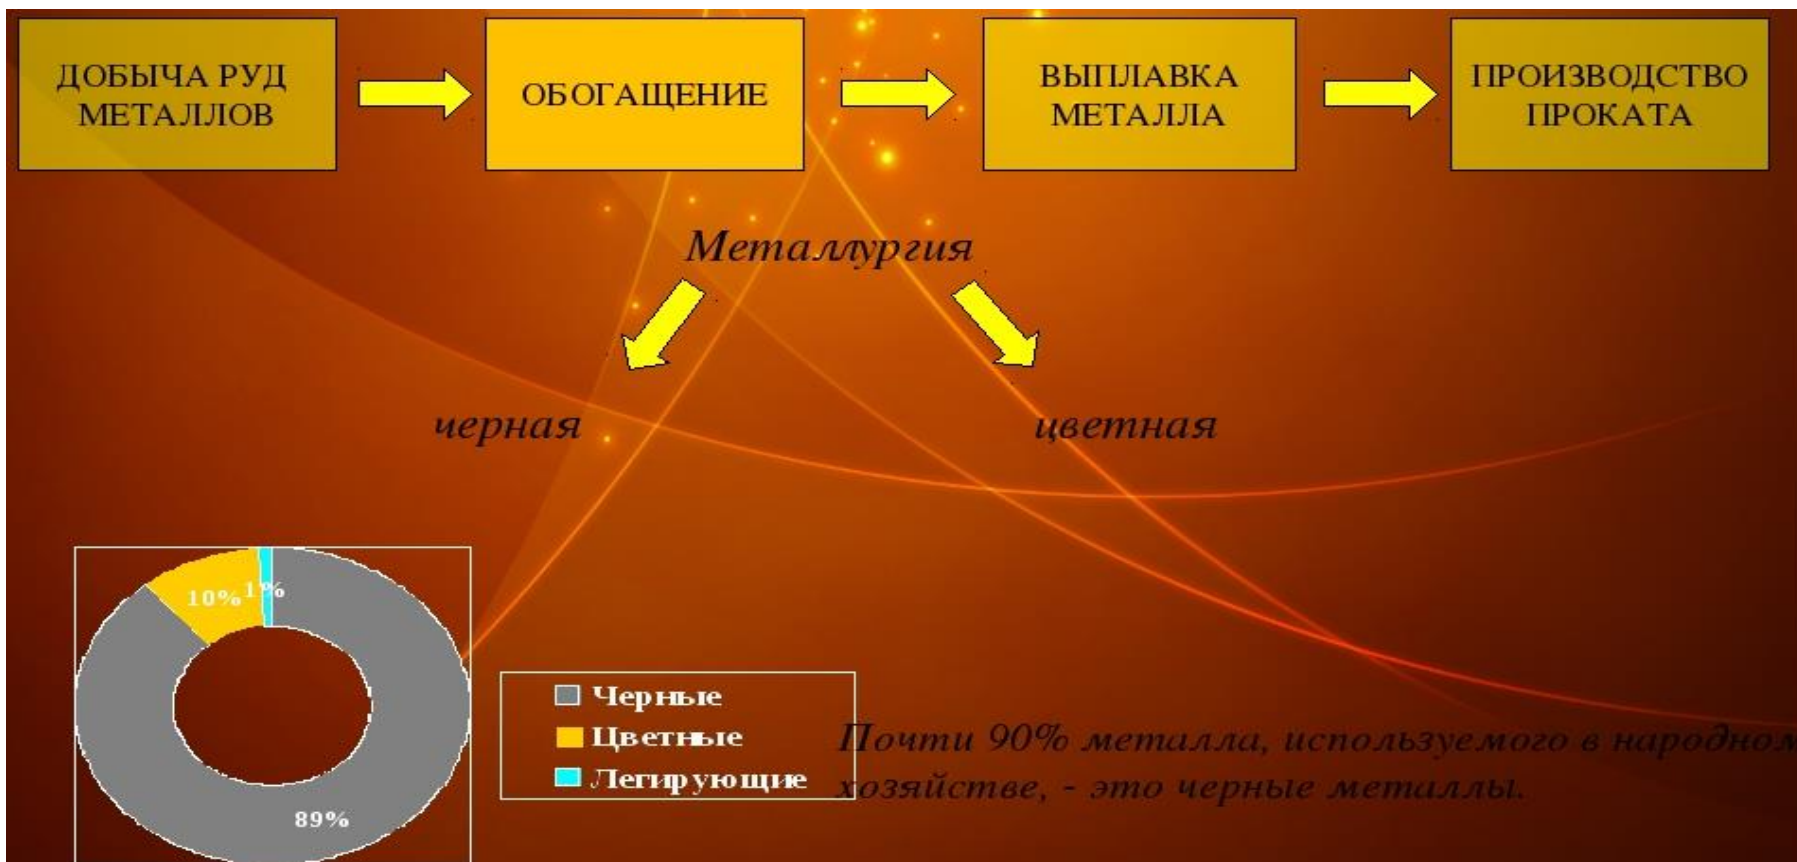 ДОБЫЧА РУД
МЕТАЛЛОВ
ОБОГАЩЕНИЕ
ВЫПЛАВКА
МЕТАЛЛА
ПРОИЗВОДСТВО
ПРОКАТА
Металлургия
черная
цветная
10%
1%
89%
Черные
Цветные
Легирующие
Почти 90% металла, используемого в народном
хозяйстве, - это черные металлы.